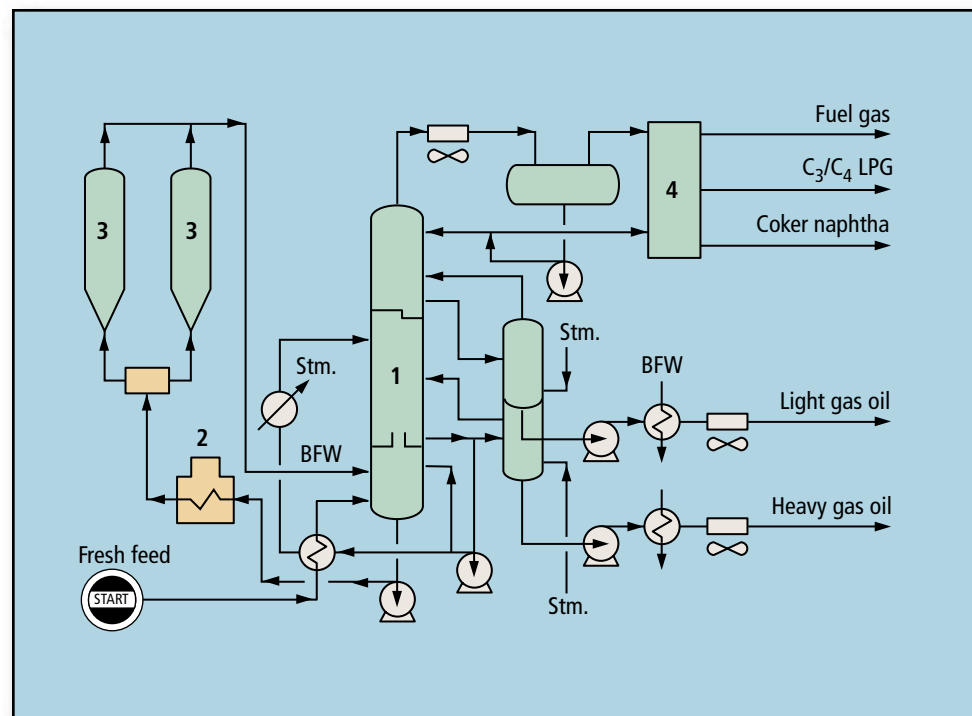 Fuel gas
C₃/C₄ LPG
4
3
3
Coker naphtha
Stm.
Stm.
1
BFW
Light gas oil
2
BFW
Heavy gas oil
Fresh feed
START
Stm.